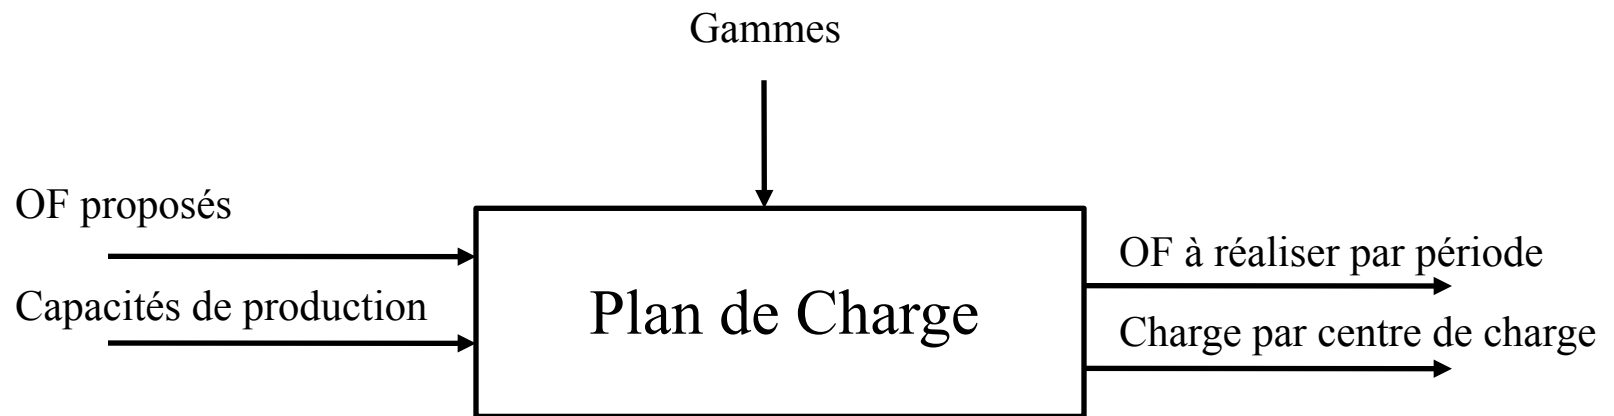 Gammes
OF proposés
Capacités de production
Plan de Charge
OF à réaliser par période
Charge par centre de charge